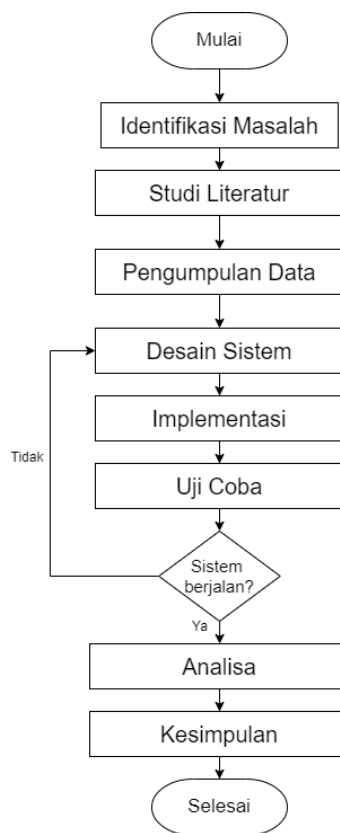 Mulai
Identifikasi Masalah
Studi Literatur
Pengumpulan Data
Desain Sistem
Implementasi
Tidak
Uji Coba
Sistem
berjalan?
Ya
Analisa
Kesimpulan
Selesai